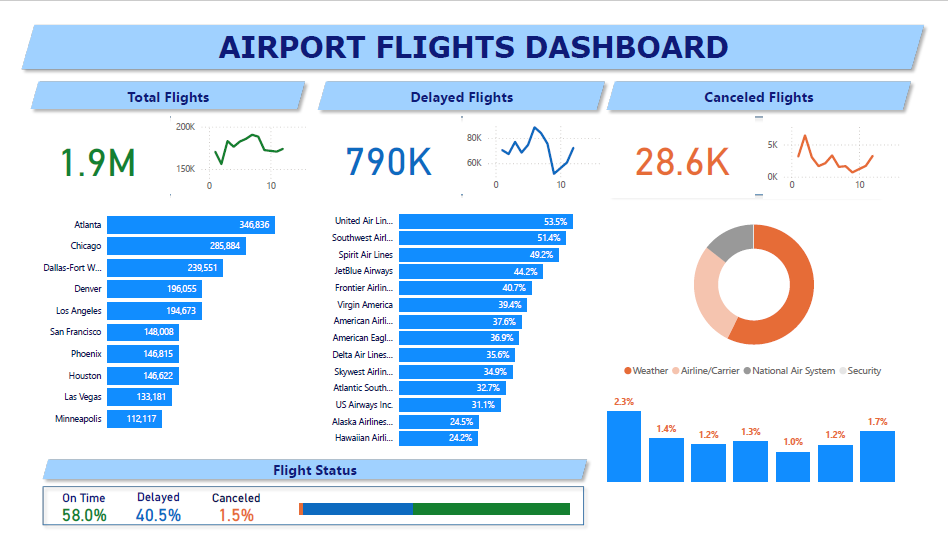 AIRPORT FLIGHTS DASHBOARD
Total Flights
Delayed Flights
Canceled Flights
1.9M
200K
150K
0
10
790K
80K
60K
0
10
28.6K
5K
0K
0
10
Atlanta 346,836
Chicago 285,884
Dallas-Fort W... 239,551
Denver 196,055
Los Angeles 194,673
San Francisco 148,008
Phoenix 146,815
Houston 146,622
Las Vegas 133,181
Minneapolis 112,117
United Air Lin... 53.5%
Southwest Airl... 51.4%
Spirit Air Lines 49.2%
JetBlue Airways 44.2%
Frontier Airlin... 40.7%
Virgin America 39.4%
American Airli... 37.6%
American Eagl... 36.9%
Delta Air Lines... 35.6%
Skywest Airlin... 34.9%
Atlantic South... 32.7%
US Airways Inc. 31.1%
Alaska Airlines... 24.5%
Hawaiian Airli... 24.2%
Weather Airline/Carrier National Air System Security
2.3% 1.4% 1.2% 1.3% 1.0% 1.2% 1.7%
Flight Status
On Time Delayed Canceled
58.0% 40.5% 1.5%